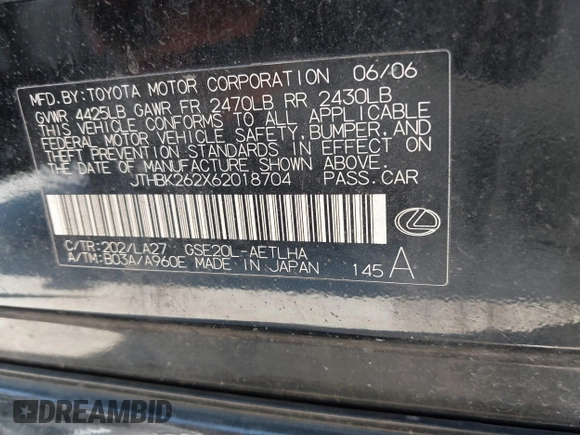 MFD.BY:TOYOTA MOTOR CORPORATION 06/06
GVWR 4425LB GAWR FR 2470LB RR 2430LB
THIS VEHICLE CONFORMS TO ALL APPLICABLE
FEDERAL MOTOR VEHICLE SAFETY, BUMPER, AND
THEFT PREVENTION STANDARDS IN EFFECT ON
THE DATE OF MANUFACTURE SHOWN ABOVE.
JTHBK262X62018704 PASS.CAR
C/TR:202/LA27 GSE20L-AETLHA
A/TM:B03A/A960E MADE IN JAPAN 145A
DREAMBID